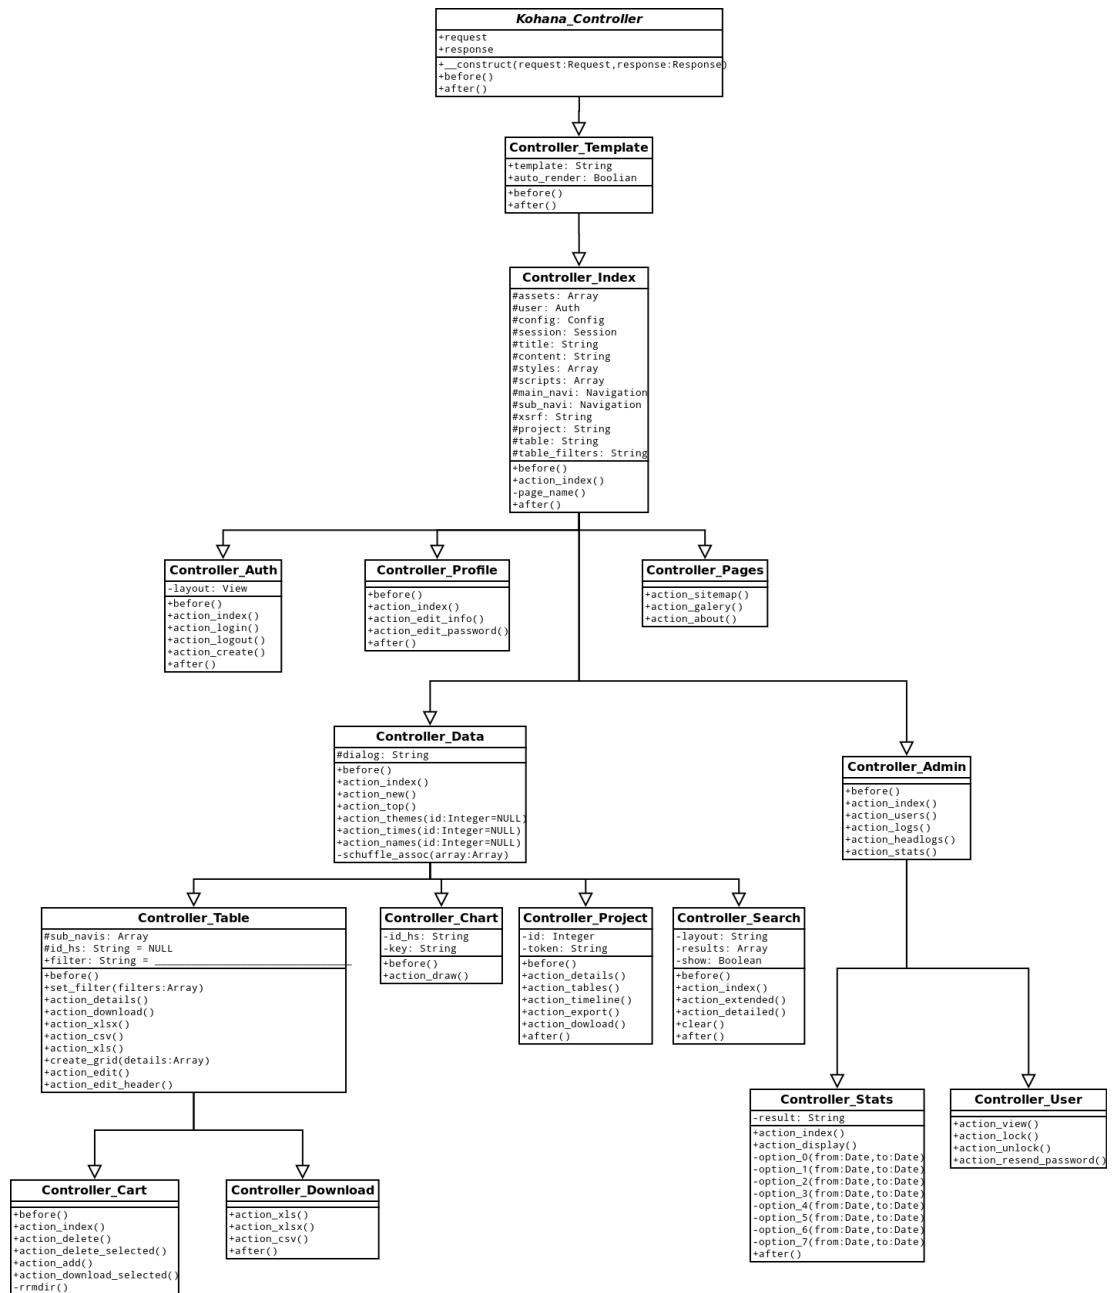 Kohana_Controller
+request
+response
+__construct(request:Request,response:Response)
+before()
+after()
Controller_Template
+template: String
+auto_render: Boolian
+before()
+after()
Controller_Index
#assets: Array
#user: Auth
#config: Config
#session: Session
#title: String
#content: String
#styles: Array
#scripts: Array
#main_navi: Navigation
#sub_navi: Navigation
#xsrf: String
#project: String
#table: String
#table_filters: String
+before()
+action_index()
-page_name()
+after()
Controller_Auth
-layout: View
+before()
+action_index()
+action_login()
+action_logout()
+action_create()
+after()
Controller_Profile
+before()
+action_index()
+action_edit_info()
+action_edit_password()
+after()
Controller_Pages
+action_sitemap()
+action_galery()
+action_about()
Controller_Data
#dialog: String
+before()
+action_index()
+action_new()
+action_top()
+action_themes(id:Integer=NULL)
+action_times(id:Integer=NULL)
+action_names(id:Integer=NULL)
-schuffle_assoc(array:Array)
Controller_Admin
+before()
+action_index()
+action_users()
+action_logs()
+action_headlogs()
+action_stats()
Controller_Table
#sub_navis: Array
#id_hs: String = NULL
+filter: String = ________________________________
+before()
+set_filter(filters:Array)
+action_details()
+action_download()
+action_xlsx()
+action_csv()
+action_xls()
+create_grid(details:Array)
+action_edit()
+action_edit_header()
Controller_Chart
-id_hs: String
-key: String
+before()
+action_draw()
Controller_Project
-id: Integer
-token: String
+before()
+action_details()
+action_tables()
+action_timeline()
+action_export()
+action_dowload()
+after()
Controller_Search
-layout: String
-results: Array
-show: Boolean
+before()
+action_index()
+action_extended()
+action_detailed()
+clear()
+after()
Controller_Stats
-result: String
+action_index()
+action_display()
-option_0(from:Date,to:Date)
-option_1(from:Date,to:Date)
-option_2(from:Date,to:Date)
-option_3(from:Date,to:Date)
-option_4(from:Date,to:Date)
-option_5(from:Date,to:Date)
-option_6(from:Date,to:Date)
-option_7(from:Date,to:Date)
+after()
Controller_User
+action_view()
+action_lock()
+action_unlock()
+action_resend_password()
Controller_Cart
+before()
+action_index()
+action_delete()
+action_delete_selected()
+action_add()
+action_download_selected()
-rrmdir()
Controller_Download
+action_xls()
+action_xlsx()
+action_csv()
+after()